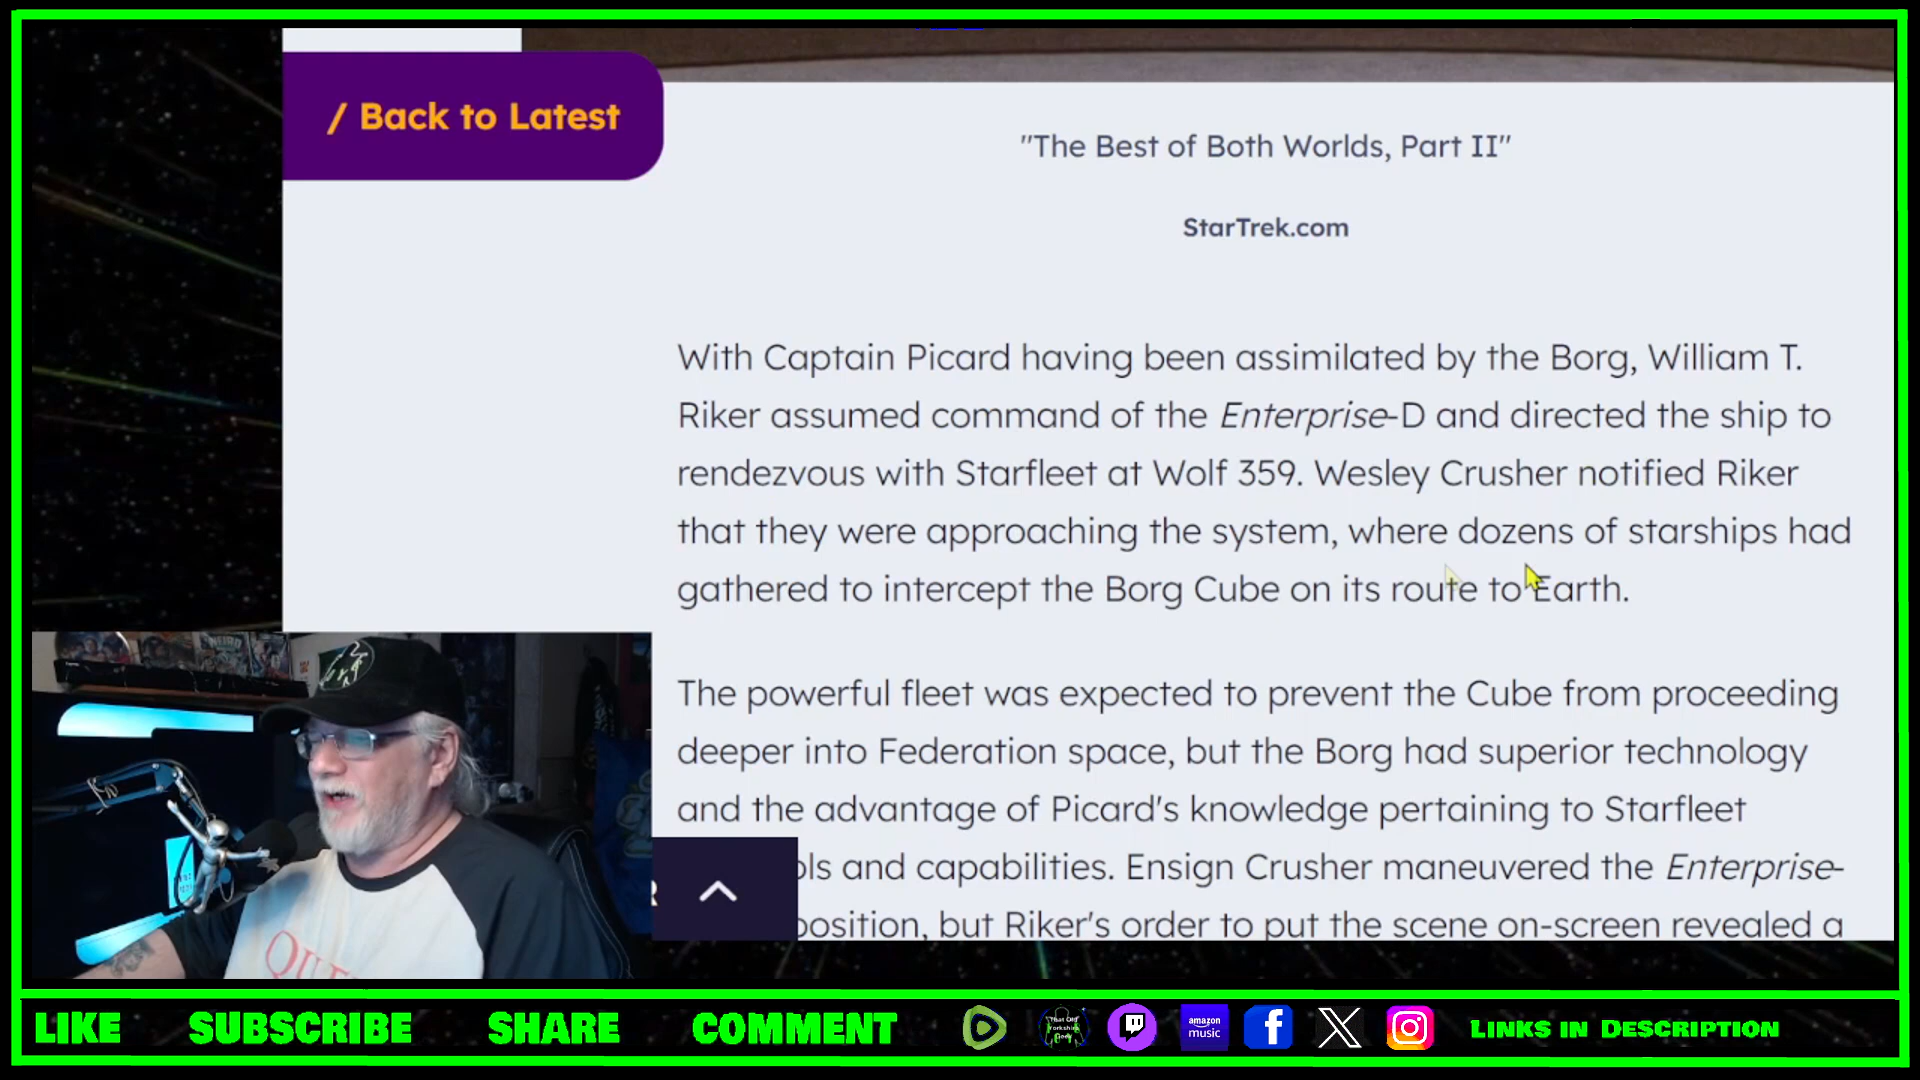 / Back to Latest
"The Best of Both Worlds, Part II"
StarTrek.com
With Captain Picard having been assimilated by the Borg, William T.
Riker assumed command of the Enterprise-D and directed the ship to
rendezvous with Starfleet at Wolf 359. Wesley Crusher notified Riker
that they were approaching the system, where dozens of starships had
gathered to intercept the Borg Cube on its route to Earth.
The powerful fleet was expected to prevent the Cube from proceeding
deeper into Federation space, but the Borg had superior technology
and the advantage of Picard's knowledge pertaining to Starfleet
ols and capabilities. Ensign Crusher maneuvered the Enterprise-
position, but Riker's order to put the scene on-screen revealed a
LIKE SUBSCRIBE SHARE COMMENT amazon music LINKS IN DESCRIPTION